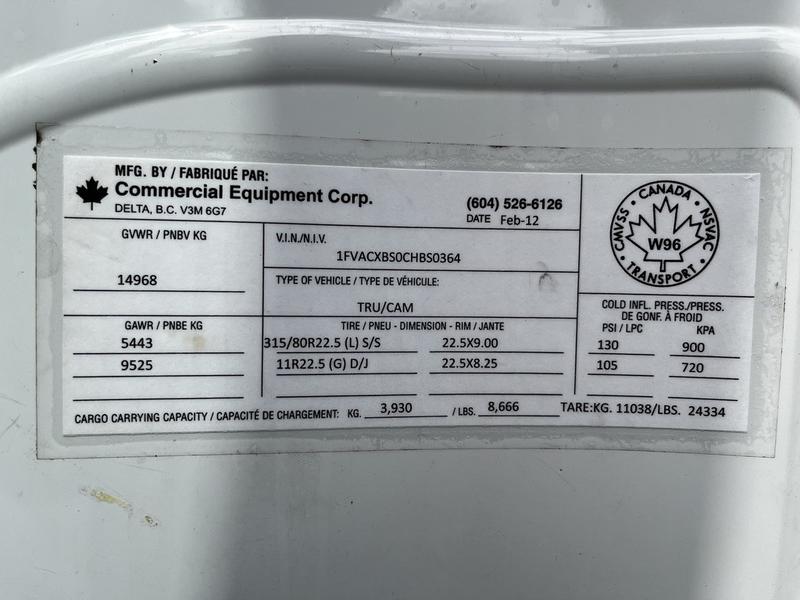 MFG. BY / FABRIQUÉ PAR:
Commercial Equipment Corp.
DELTA, B.C. V3M 6G7
(604) 526-6126
DATE Feb-12
GVWR / PNBV KG
14968
V.I.N./N.I.V.
1FVACXBS0CHBS0364
TYPE OF VEHICLE / TYPE DE VÉHICULE:
TRU/CAM
CANADA
CMVSS · NSVAC
W96
TRANSPORT
GAWR / PNBE KG
TIRE / PNEU - DIMENSION - RIM / JANTE
COLD INFL. PRESS./PRESS.
DE GONF. À FROID
PSI / LPC KPA
5443 315/80R22.5 (L) S/S 22.5X9.00 130 900
9525 11R22.5 (G) D/J 22.5X8.25 105 720
CARGO CARRYING CAPACITY / CAPACITÉ DE CHARGEMENT: KG. 3,930 / LBS. 8,666 TARE:KG. 11038/LBS. 24334